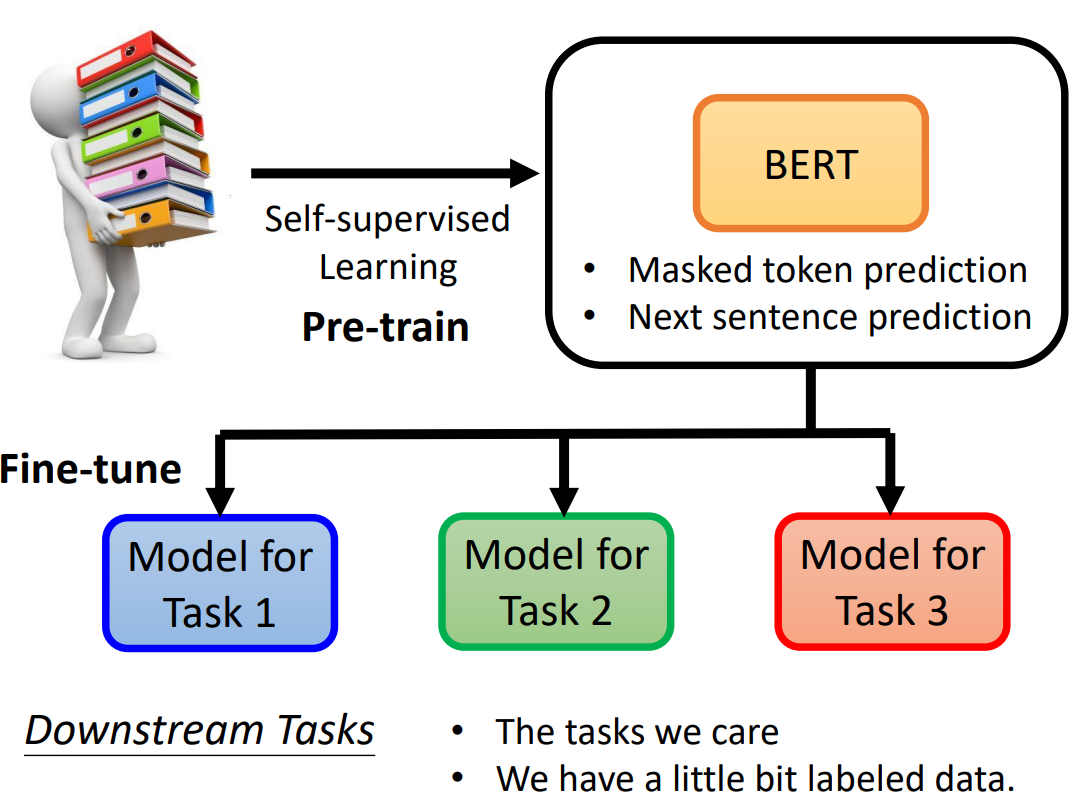 BERT
Self-supervised
Learning
Pre-train
• Masked token prediction
• Next sentence prediction
Fine-tune
Model for
Task 1
Model for
Task 2
Model for
Task 3
Downstream Tasks
• The tasks we care
• We have a little bit labeled data.